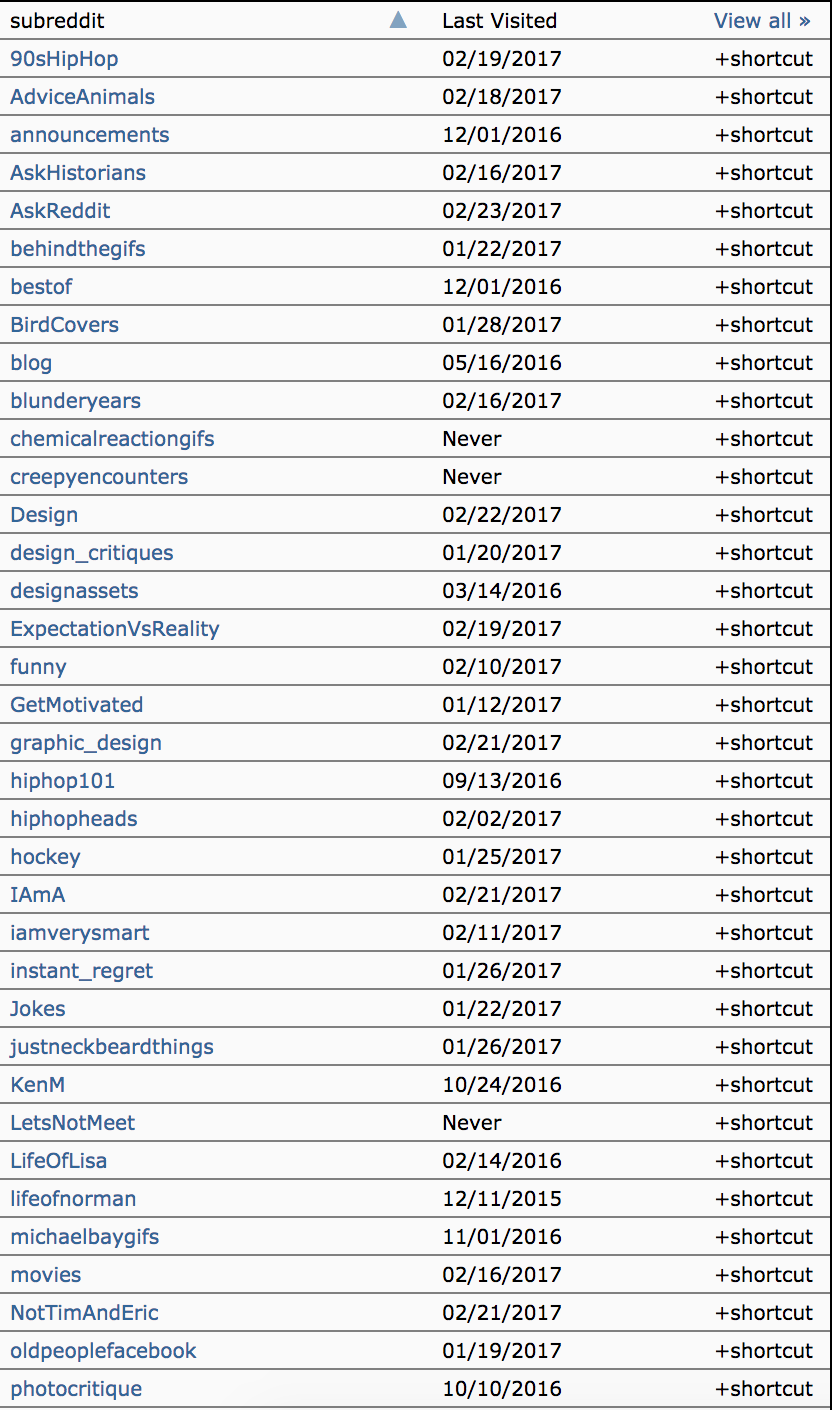 subreddit ▲ Last Visited View all »
90sHipHop 02/19/2017 +shortcut
AdviceAnimals 02/18/2017 +shortcut
announcements 12/01/2016 +shortcut
AskHistorians 02/16/2017 +shortcut
AskReddit 02/23/2017 +shortcut
behindthegifs 01/22/2017 +shortcut
bestof 12/01/2016 +shortcut
BirdCovers 01/28/2017 +shortcut
blog 05/16/2016 +shortcut
blunderyears 02/16/2017 +shortcut
chemicalreactiongifs Never +shortcut
creepyencounters Never +shortcut
Design 02/22/2017 +shortcut
design_critiques 01/20/2017 +shortcut
designassets 03/14/2016 +shortcut
ExpectationVsReality 02/19/2017 +shortcut
funny 02/10/2017 +shortcut
GetMotivated 01/12/2017 +shortcut
graphic_design 02/21/2017 +shortcut
hiphop101 09/13/2016 +shortcut
hiphopheads 02/02/2017 +shortcut
hockey 01/25/2017 +shortcut
IAmA 02/21/2017 +shortcut
iamverysmart 02/11/2017 +shortcut
instant_regret 01/26/2017 +shortcut
Jokes 01/22/2017 +shortcut
justneckbeardthings 01/26/2017 +shortcut
KenM 10/24/2016 +shortcut
LetsNotMeet Never +shortcut
LifeOfLisa 02/14/2016 +shortcut
lifeofnorman 12/11/2015 +shortcut
michaelbaygifs 11/01/2016 +shortcut
movies 02/16/2017 +shortcut
NotTimAndEric 02/21/2017 +shortcut
oldpeoplefacebook 01/19/2017 +shortcut
photocritique 10/10/2016 +shortcut